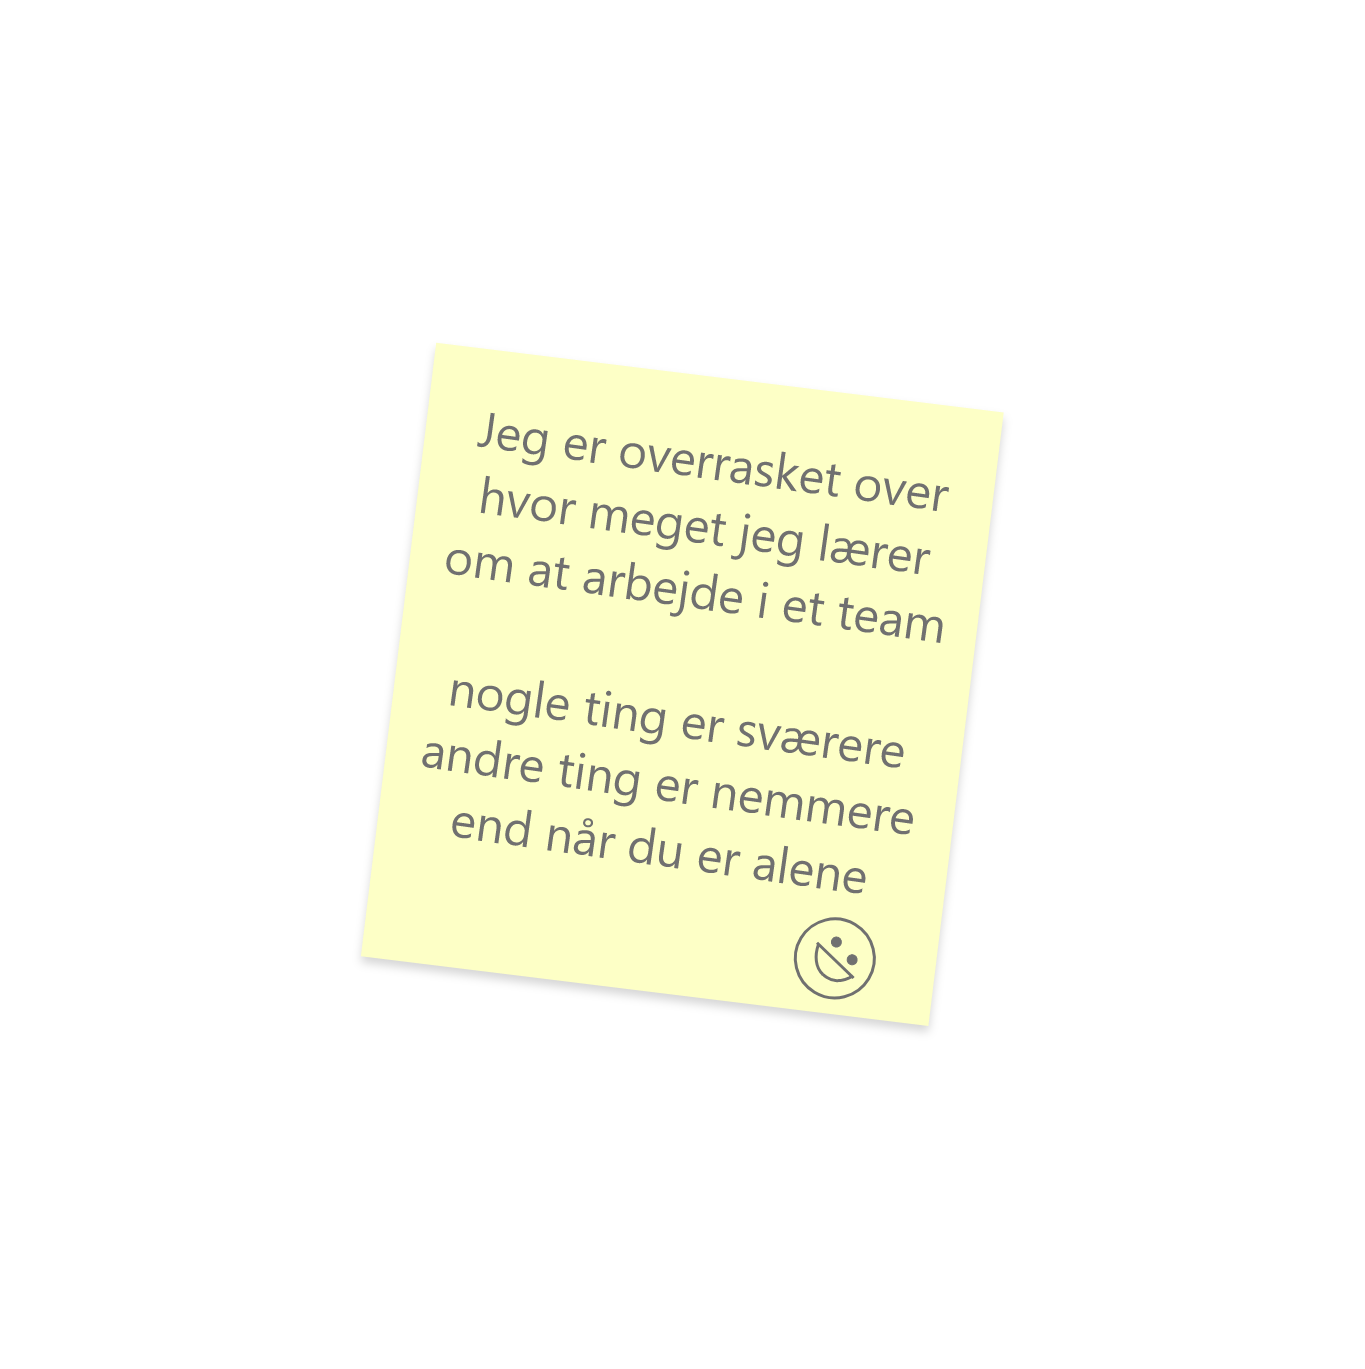 Jeg er overrasket over
hvor meget jeg lærer
om at arbejde i et team
nogle ting er sværere
andre ting er nemmere
end når du er alene